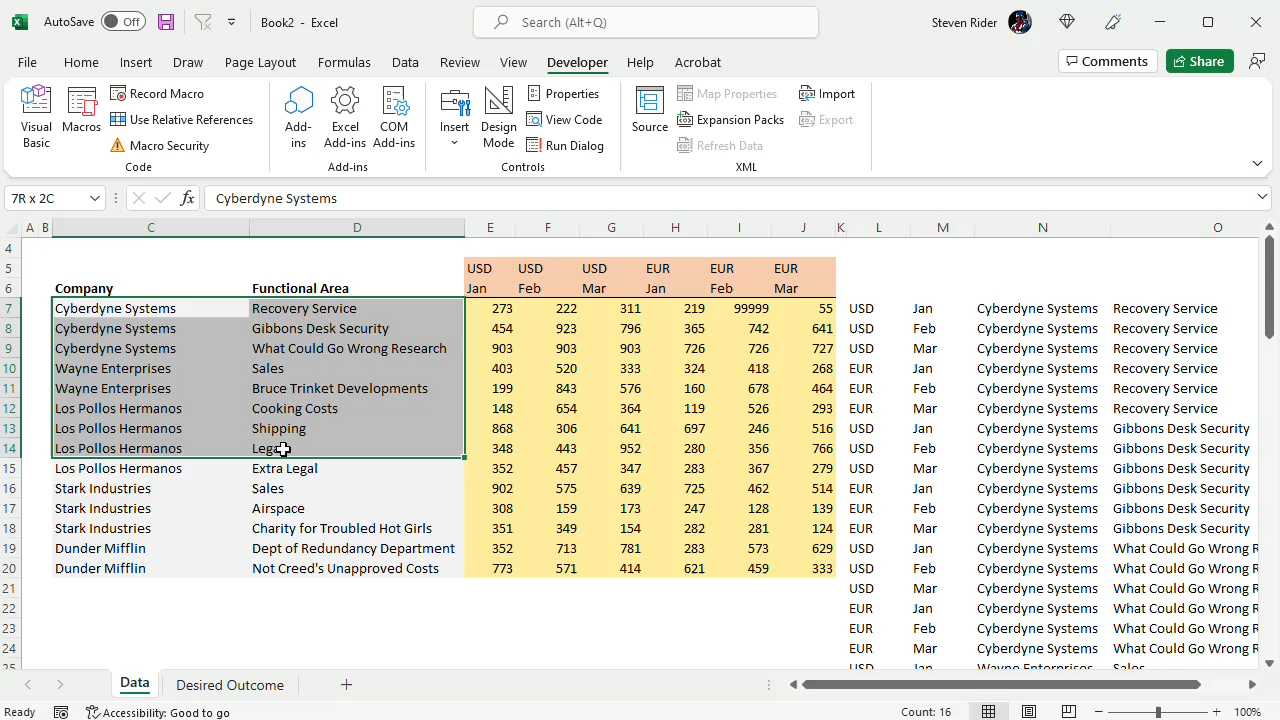 AutoSave Off Book2 - Excel Search (Alt+Q) Steven Rider
File Home Insert Draw Page Layout Formulas Data Review View Developer Help Acrobat Comments Share
Visual Basic
Macros
Record Macro
Use Relative References
Macro Security
Code
Add-ins
Excel Add-ins
COM Add-ins
Add-ins
Insert
Design Mode
Properties
View Code
Run Dialog
Controls
Source
Map Properties
Expansion Packs
Refresh Data
Import
Export
XML
7R x 2C fx Cyberdyne Systems
A B C D E F G H I J K L M N O
4
5 USD USD USD EUR EUR EUR
6 Company Functional Area Jan Feb Mar Jan Feb Mar
7 Cyberdyne Systems Recovery Service 273 222 311 219 99999 55 USD Jan Cyberdyne Systems Recovery Service
8 Cyberdyne Systems Gibbons Desk Security 454 923 796 365 742 641 USD Feb Cyberdyne Systems Recovery Service
9 Cyberdyne Systems What Could Go Wrong Research 903 903 903 726 726 727 USD Mar Cyberdyne Systems Recovery Service
10 Wayne Enterprises Sales 403 520 333 324 418 268 EUR Jan Cyberdyne Systems Recovery Service
11 Wayne Enterprises Bruce Trinket Developments 199 843 576 160 678 464 EUR Feb Cyberdyne Systems Recovery Service
12 Los Pollos Hermanos Cooking Costs 148 654 364 119 526 293 EUR Mar Cyberdyne Systems Recovery Service
13 Los Pollos Hermanos Shipping 868 306 641 697 246 516 USD Jan Cyberdyne Systems Gibbons Desk Security
14 Los Pollos Hermanos Legal 348 443 952 280 356 766 USD Feb Cyberdyne Systems Gibbons Desk Security
15 Los Pollos Hermanos Extra Legal 352 457 347 283 367 279 USD Mar Cyberdyne Systems Gibbons Desk Security
16 Stark Industries Sales 902 575 639 725 462 514 EUR Jan Cyberdyne Systems Gibbons Desk Security
17 Stark Industries Airspace 308 159 173 247 128 139 EUR Feb Cyberdyne Systems Gibbons Desk Security
18 Stark Industries Charity for Troubled Hot Girls 351 349 154 282 281 124 EUR Mar Cyberdyne Systems Gibbons Desk Security
19 Dunder Mifflin Dept of Redundancy Department 352 713 781 283 573 629 USD Jan Cyberdyne Systems What Could Go Wrong R
20 Dunder Mifflin Not Creed's Unapproved Costs 773 571 414 621 459 333 USD Feb Cyberdyne Systems What Could Go Wrong R
21 USD Mar Cyberdyne Systems What Could Go Wrong R
22 EUR Jan Cyberdyne Systems What Could Go Wrong R
23 EUR Feb Cyberdyne Systems What Could Go Wrong R
24 EUR Mar Cyberdyne Systems What Could Go Wrong R
25 USD Jan Wayne Enterprises Sales
Data Desired Outcome
Ready Accessibility: Good to go Count: 16 100%